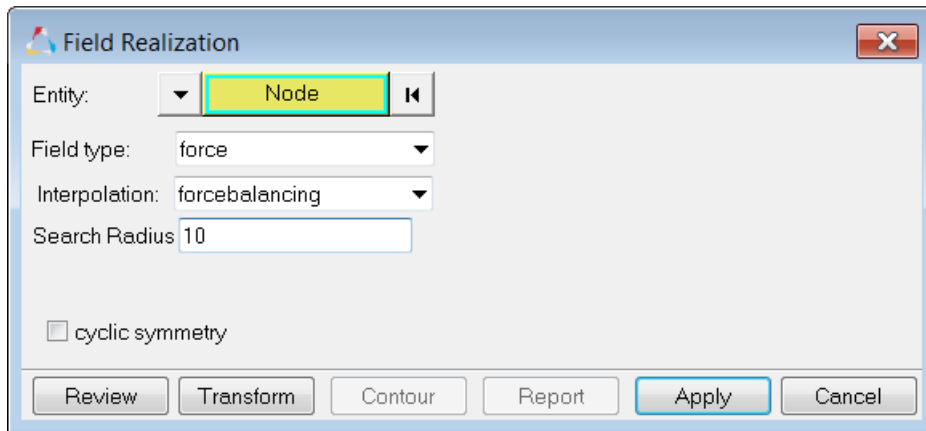 Field Realization
Entity: Node
Field type: force
Interpolation: forcebalancing
Search Radius 10
cyclic symmetry
Review Transform Contour Report Apply Cancel